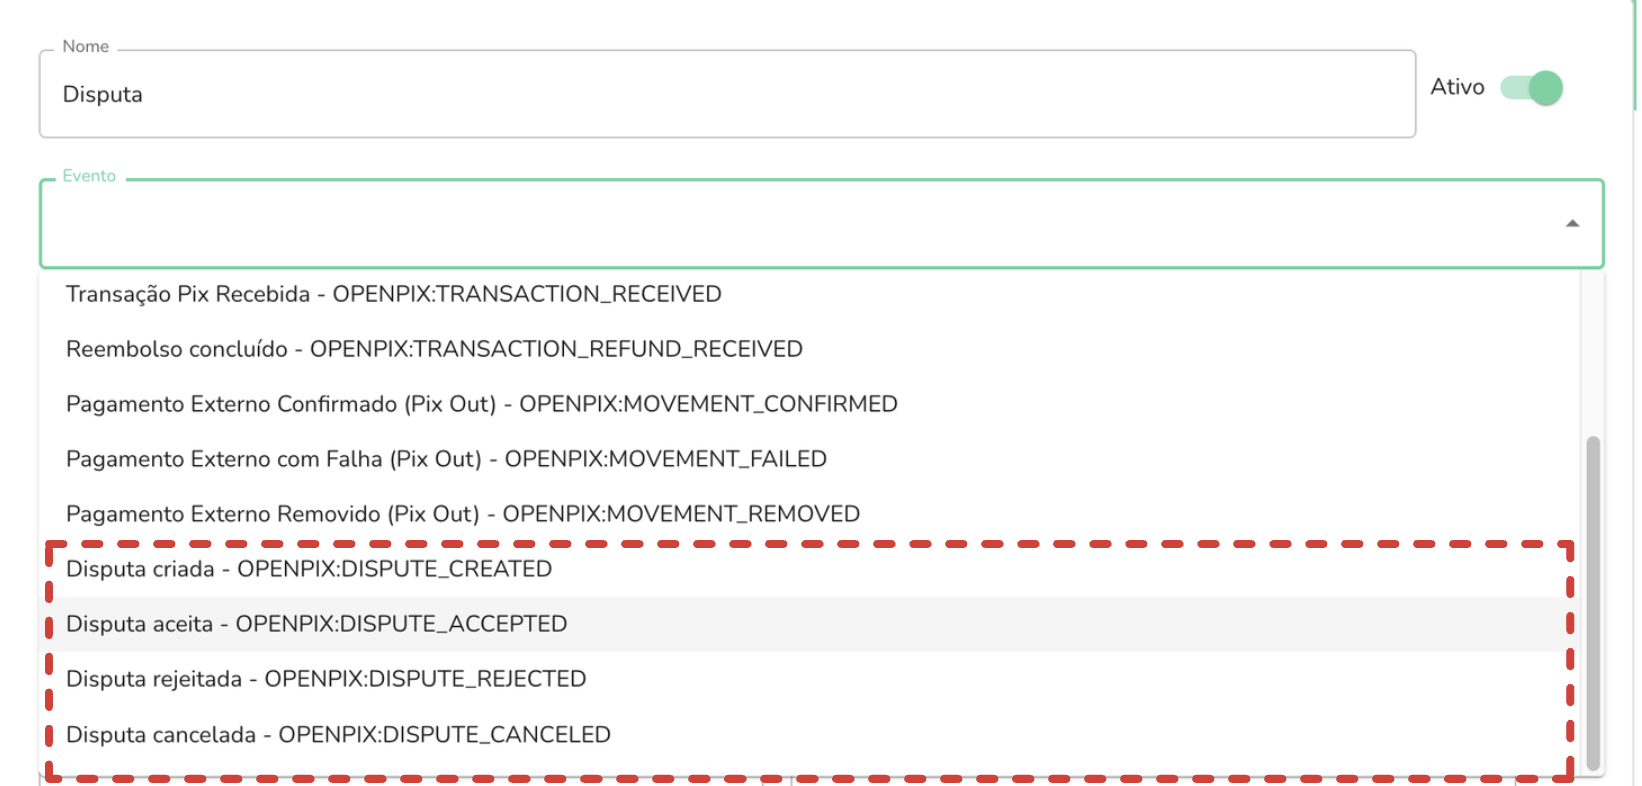 Nome
Disputa
Ativo
Evento
Transação Pix Recebida - OPENPIX:TRANSACTION_RECEIVED
Reembolso concluído - OPENPIX:TRANSACTION_REFUND_RECEIVED
Pagamento Externo Confirmado (Pix Out) - OPENPIX:MOVEMENT_CONFIRMED
Pagamento Externo com Falha (Pix Out) - OPENPIX:MOVEMENT_FAILED
Pagamento Externo Removido (Pix Out) - OPENPIX:MOVEMENT_REMOVED
Disputa criada - OPENPIX:DISPUTE_CREATED
Disputa aceita - OPENPIX:DISPUTE_ACCEPTED
Disputa rejeitada - OPENPIX:DISPUTE_REJECTED
Disputa cancelada - OPENPIX:DISPUTE_CANCELED